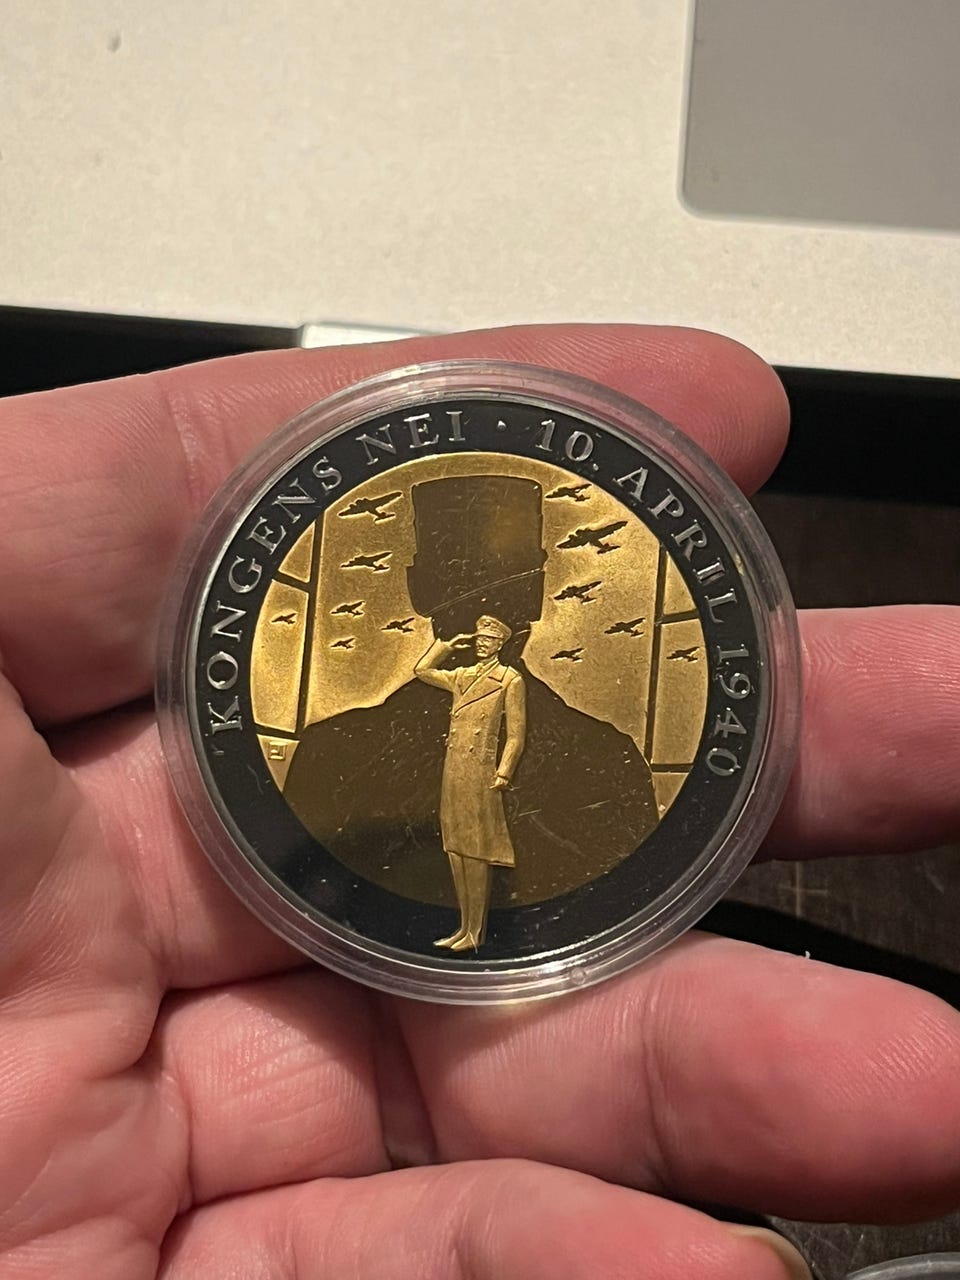 KONGENS NEI · 10. APRIL 1940